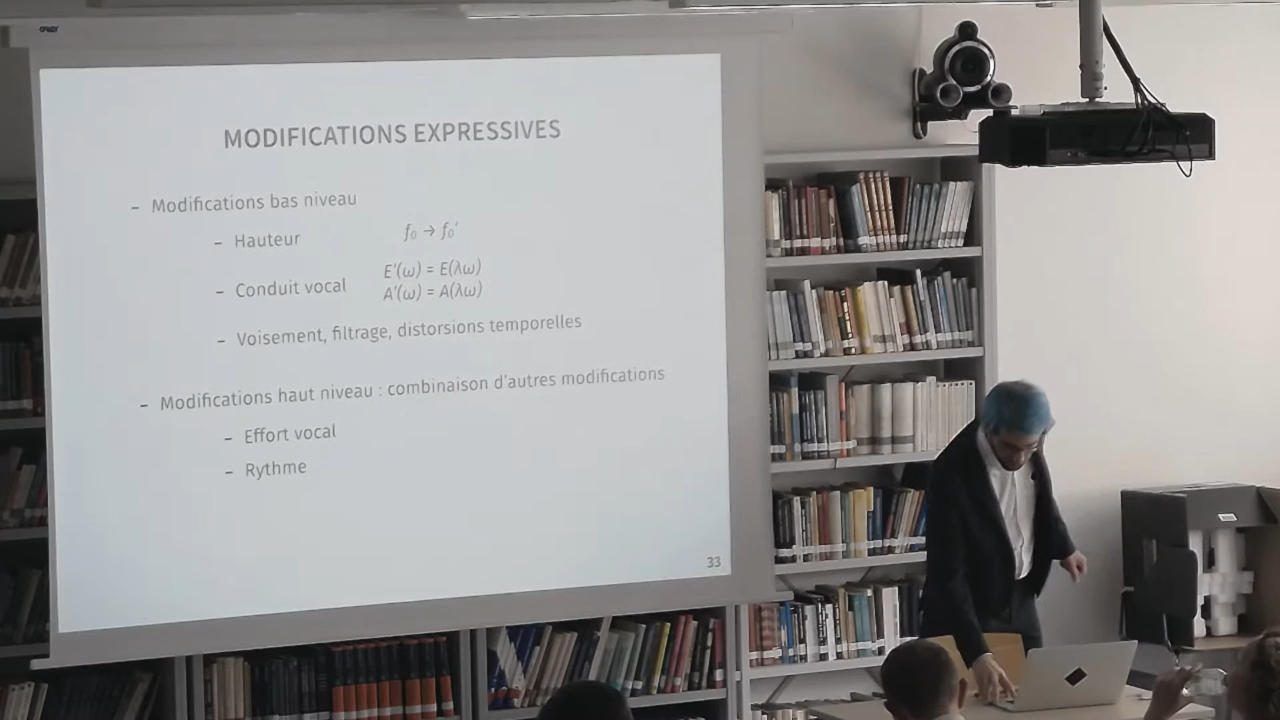 MODIFICATIONS EXPRESSIVES
– Modifications bas niveau
– Hauteur f₀ → f₀′
– Conduit vocal E′(ω) = E(λω)
A′(ω) = A(λω)
– Voisement, filtrage, distorsions temporelles
– Modifications haut niveau : combinaison d'autres modifications
– Effort vocal
– Rythme
33